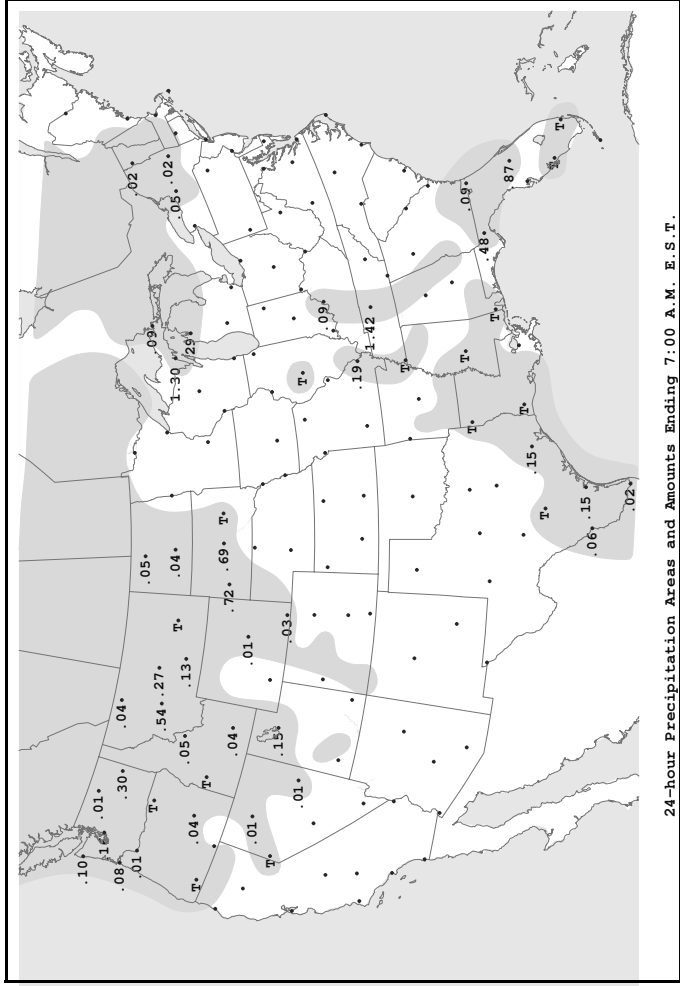 .10
.01
.08
.04
.30
.02
.01
.05
.09
T
.27
.54
.02
.04
1.30
.05
T
.05
.13
.29
.04
T
T
.69 T
.72
.04
.01
.01
T
.15
.03
.01
T
.09
.19
1.42
T
.09
T
T
.48
T
.87
T
.15
T
T
.15
.06
.02
24-hour Precipitation Areas and Amounts Ending 7:00 A.M. E.S.T.